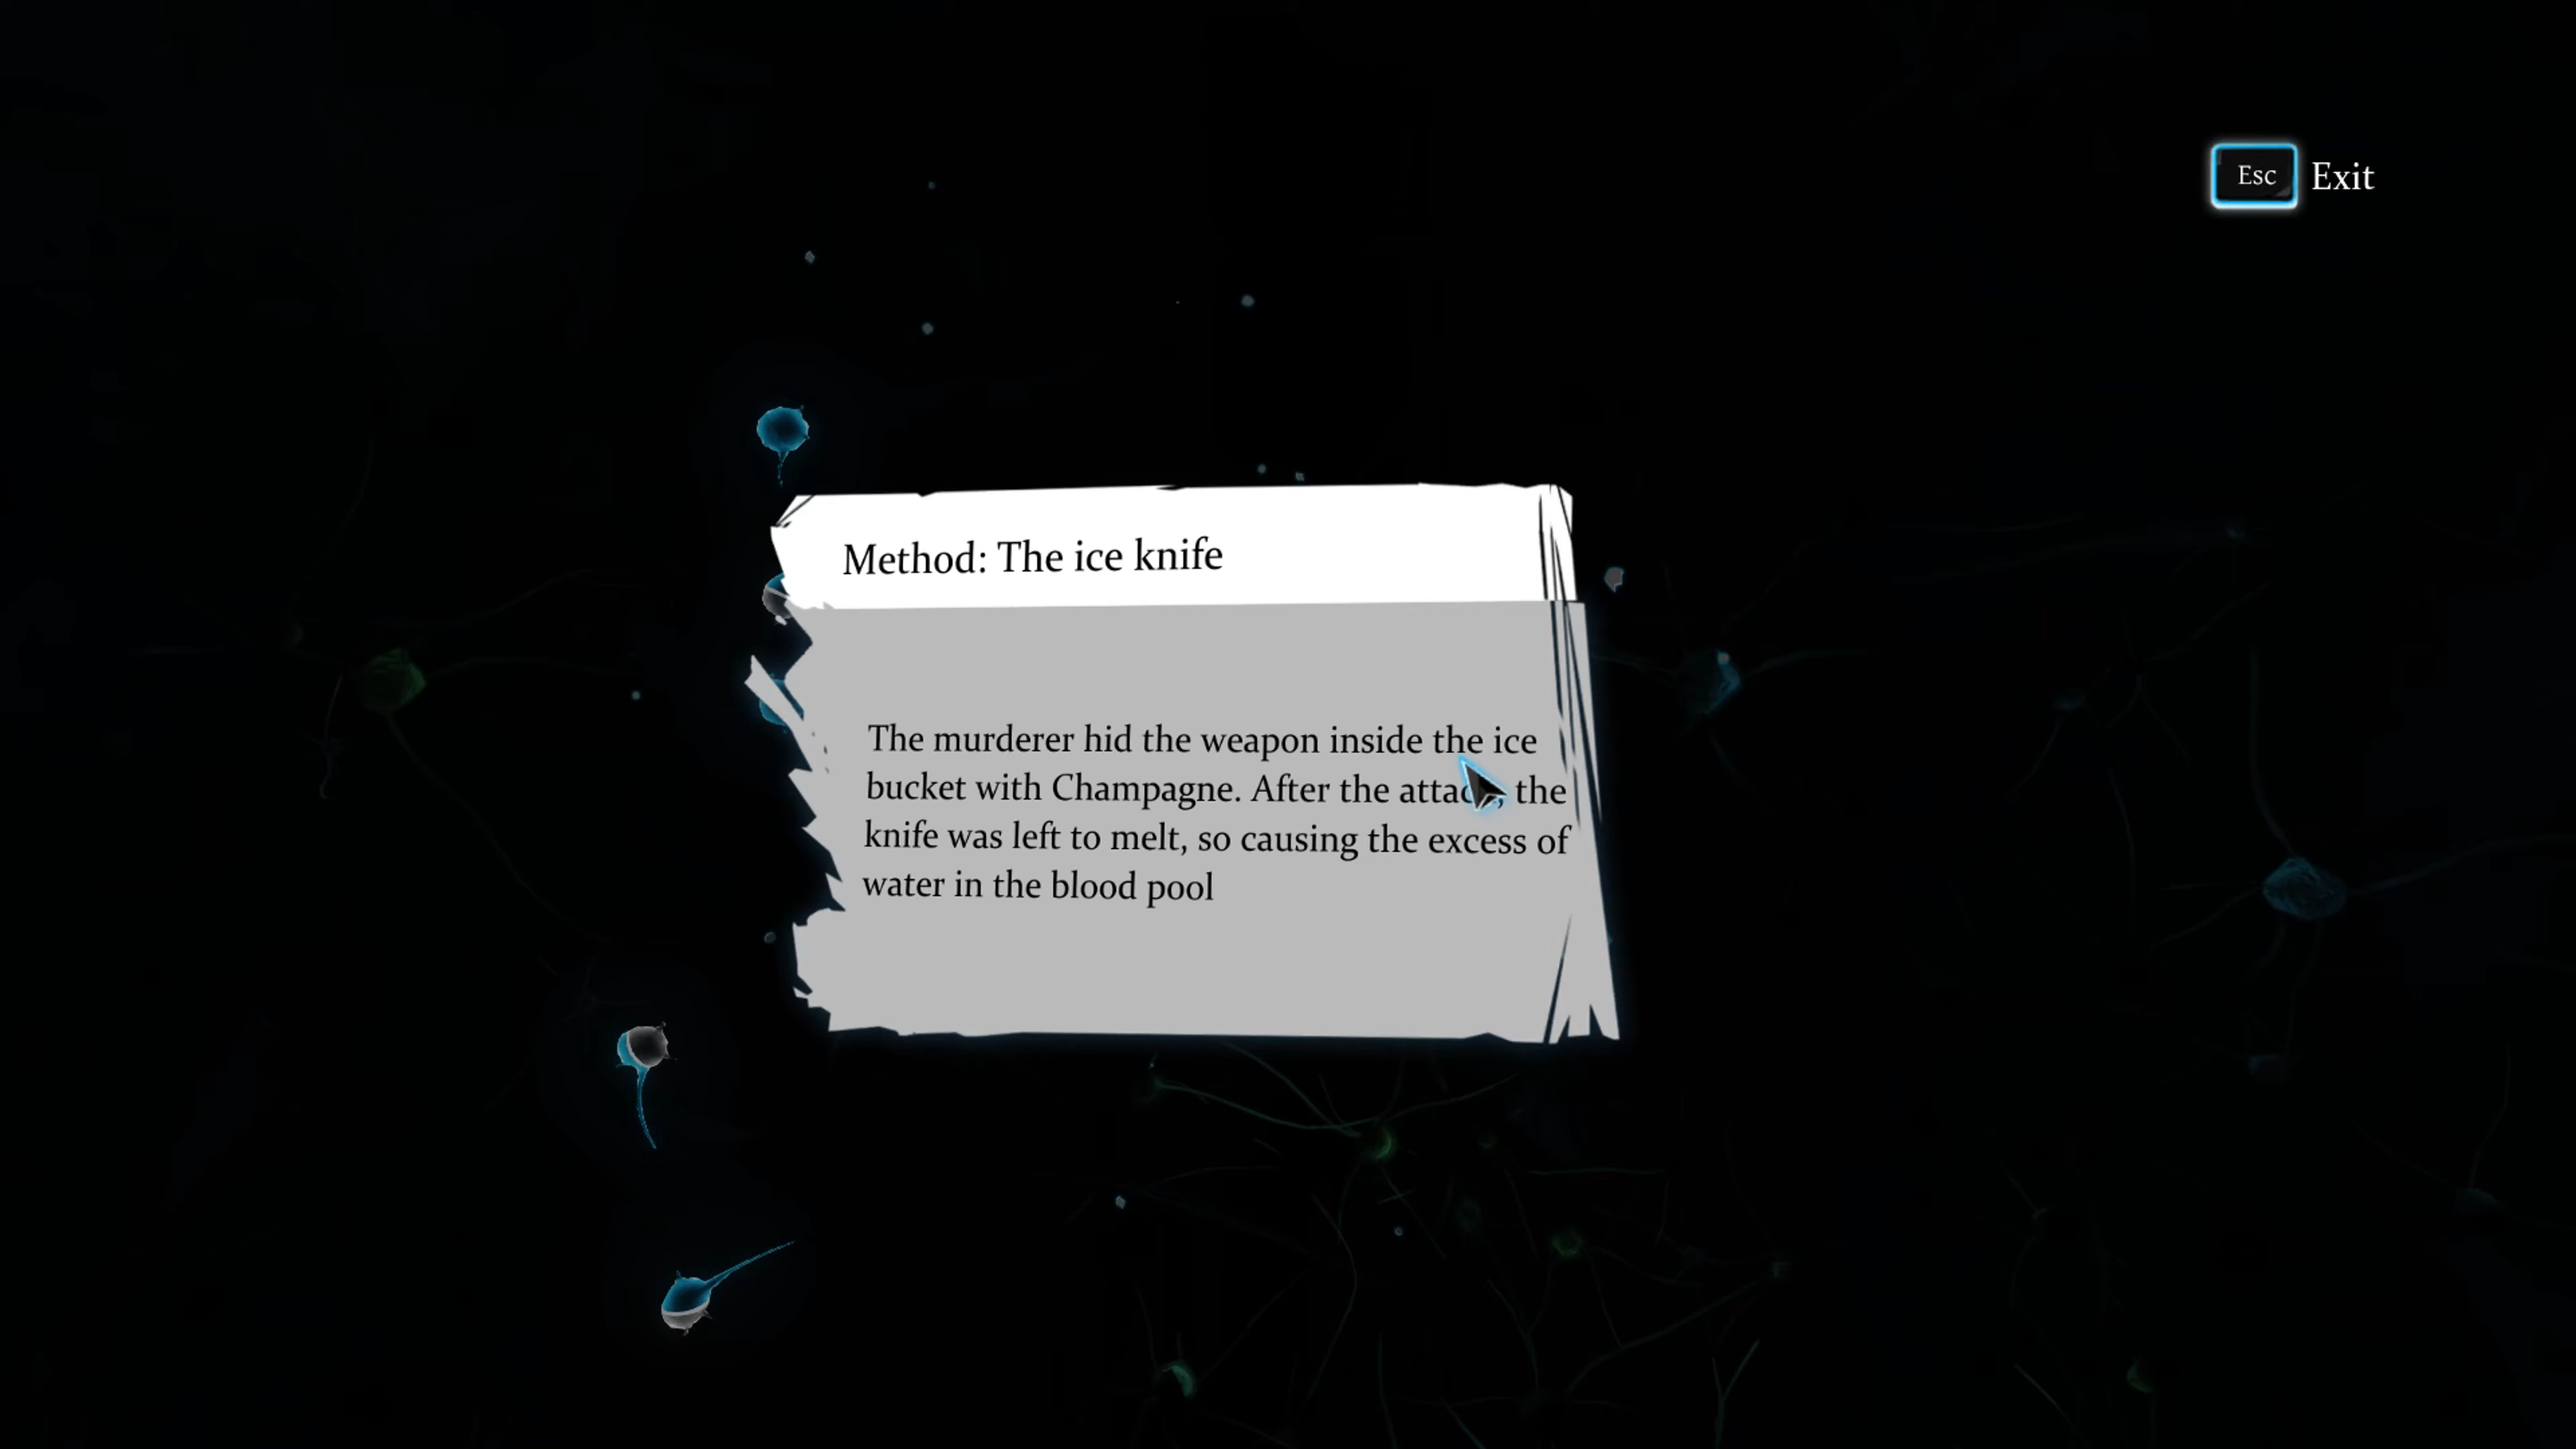 Esc Exit
Method: The ice knife
The murderer hid the weapon inside the ice
bucket with Champagne. After the attack, the
knife was left to melt, so causing the excess of
water in the blood pool